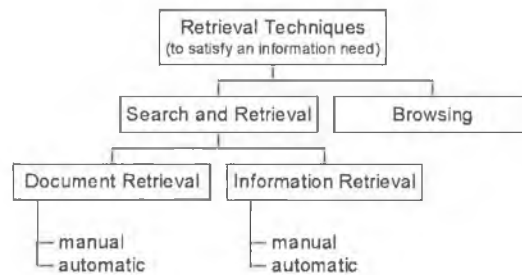 Retrieval Techniques
(to satisfy an information need)
Search and Retrieval
Browsing
Document Retrieval
Information Retrieval
manual
automatic
manual
automatic